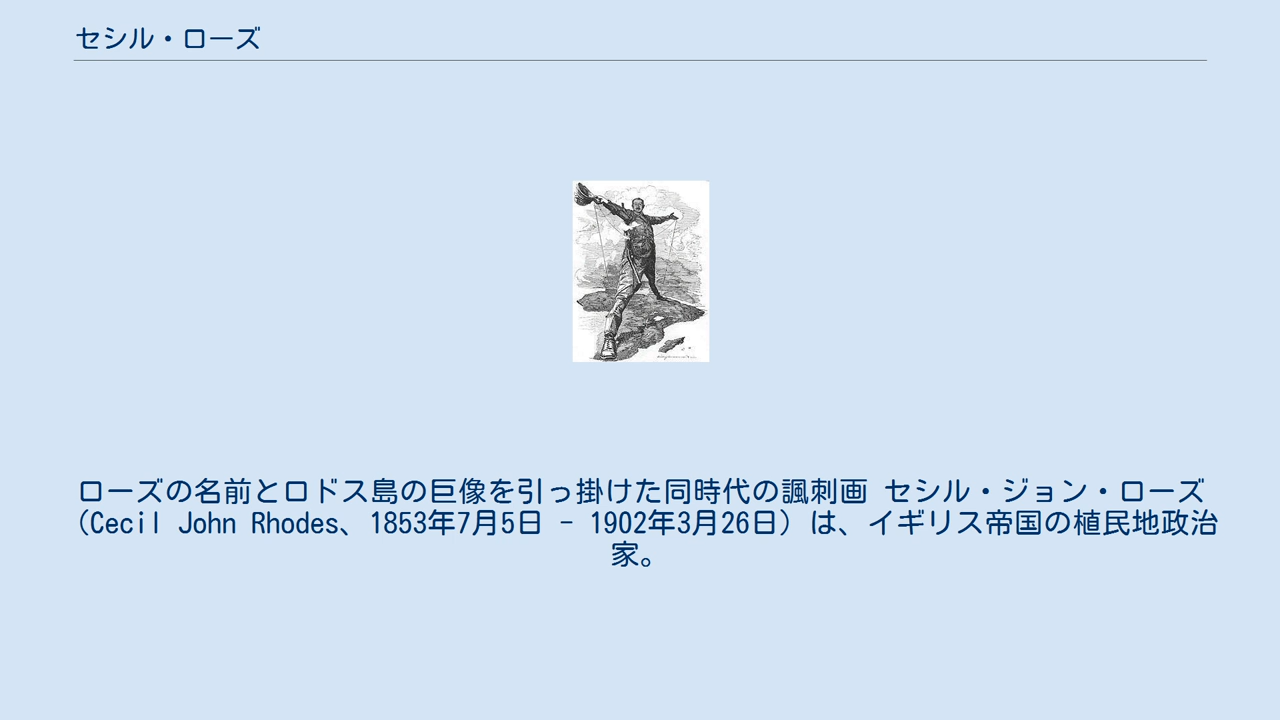 セシル・ローズ
ローズの名前とロドス島の巨像を引っ掛けた同時代の諷刺画 セシル・ジョン・ローズ
(Cecil John Rhodes、1853年7月5日 - 1902年3月26日) は、イギリス帝国の植民地政治
家。